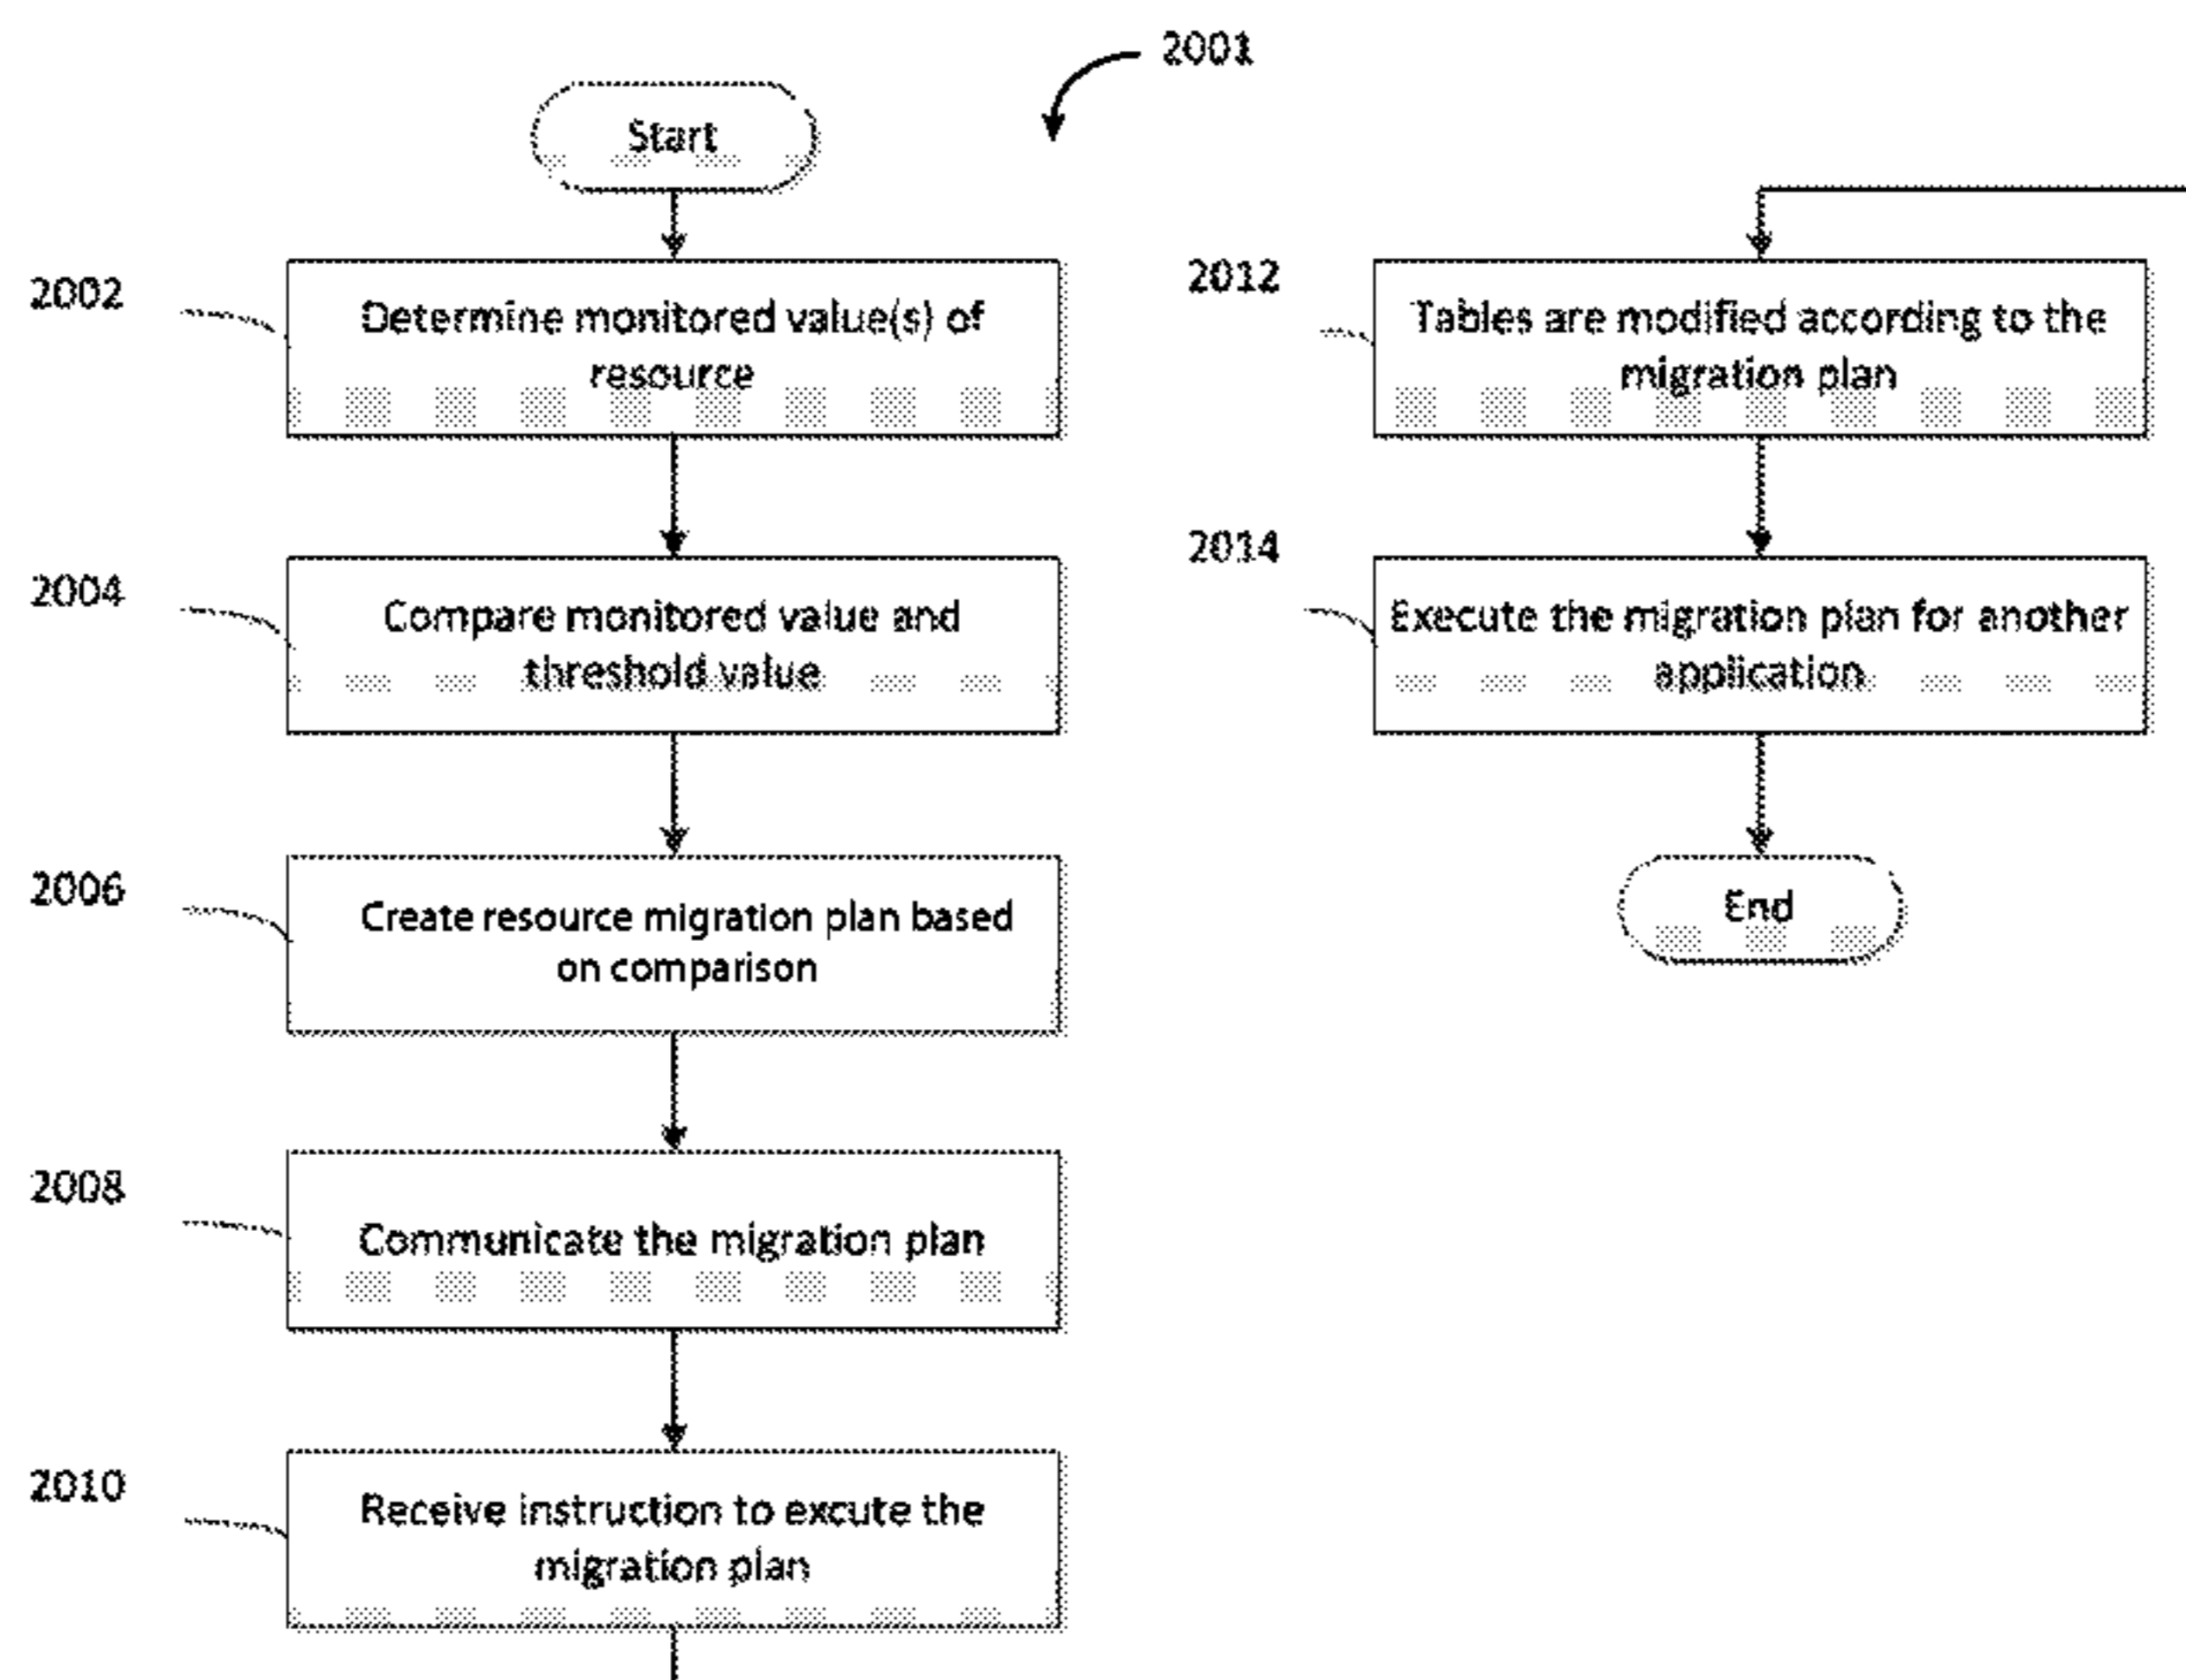 2001
Start
2002
Determine monitored value(s) of
resource
2004
Compare monitored value and
threshold value
2006
Create resource migration plan based
on comparison
2008
Communicate the migration plan
2010
Receive instruction to excute the
migration plan
2012
Tables are modified according to the
migration plan
2014
Execute the migration plan for another
application
End